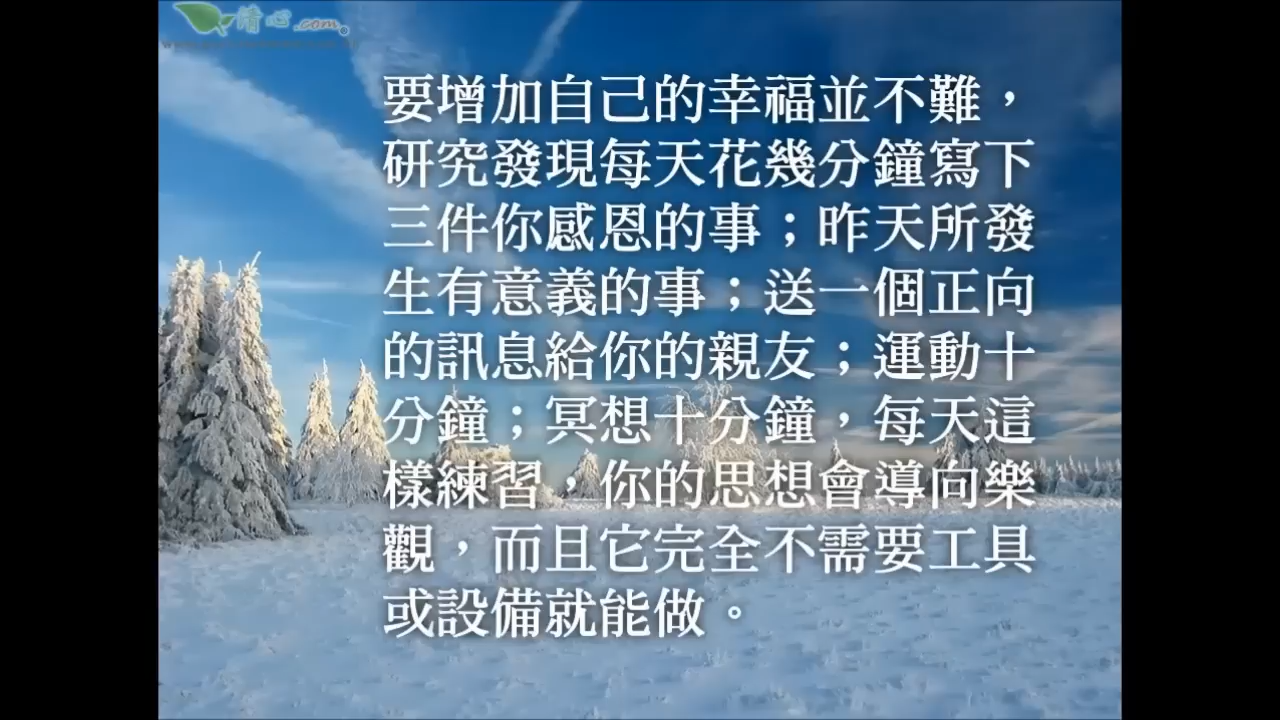 清心.com
要增加自己的幸福並不難，
研究發現每天花幾分鐘寫下
三件你感恩的事；昨天所發
生有意義的事；送一個正向
的訊息給你的親友；運動十
分鐘；冥想十分鐘，每天這
樣練習，你的思想會導向樂
觀，而且它完全不需要工具
或設備就能做。